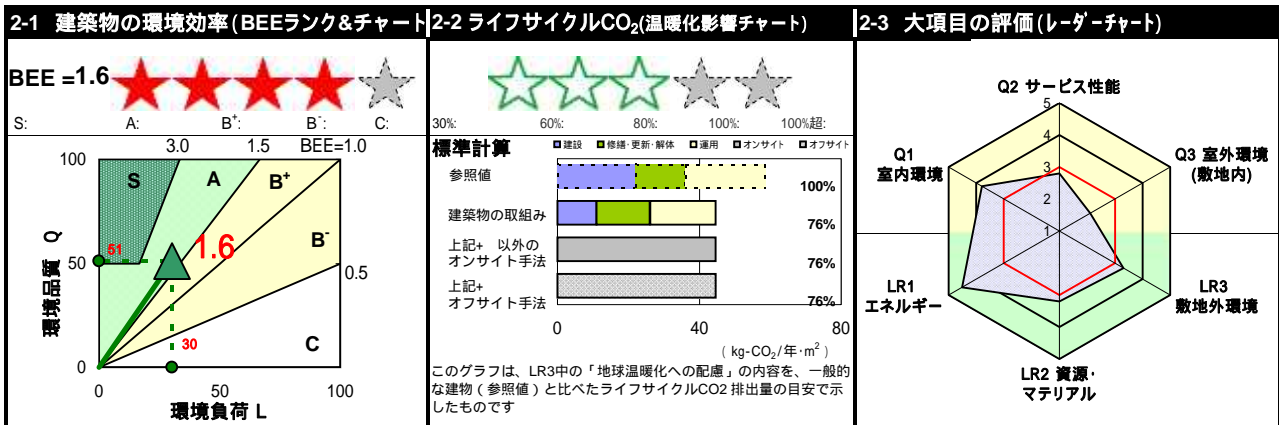 2-1 建築物の環境効率(BEEランク&チャート
BEE =1.6
S: A: B+: B-: C:
3.0 1.5 BEE=1.0
100
S A B+
B-
1.6
51
50
0.5
30
C
0
0 50 100
環境品質 Q
環境負荷 L
2-2 ライフサイクルCO2(温暖化影響チャート)
30%: 60%: 80%: 100%: 100%超:
標準計算
建設 修繕・更新・解体 運用 オンサイト オフサイト
参照値 100%
建築物の取組み 76%
上記+ 以外の
オンサイト手法 76%
上記+
オフサイト手法 76%
0 40 80
( kg-CO2/年・m2 )
このグラフは、LR3中の「地球温暖化への配慮」の内容を、一般的
な建物(参照値)と比べたライフサイクルCO2 排出量の目安で示
したものです
2-3 大項目の評価(レーダーチャート)
Q2 サービス性能
5
4
3
2
1
Q1
室内環境
Q3 室外環境
(敷地内)
LR1
エネルギー
LR3
敷地外環境
LR2 資源・
マテリアル